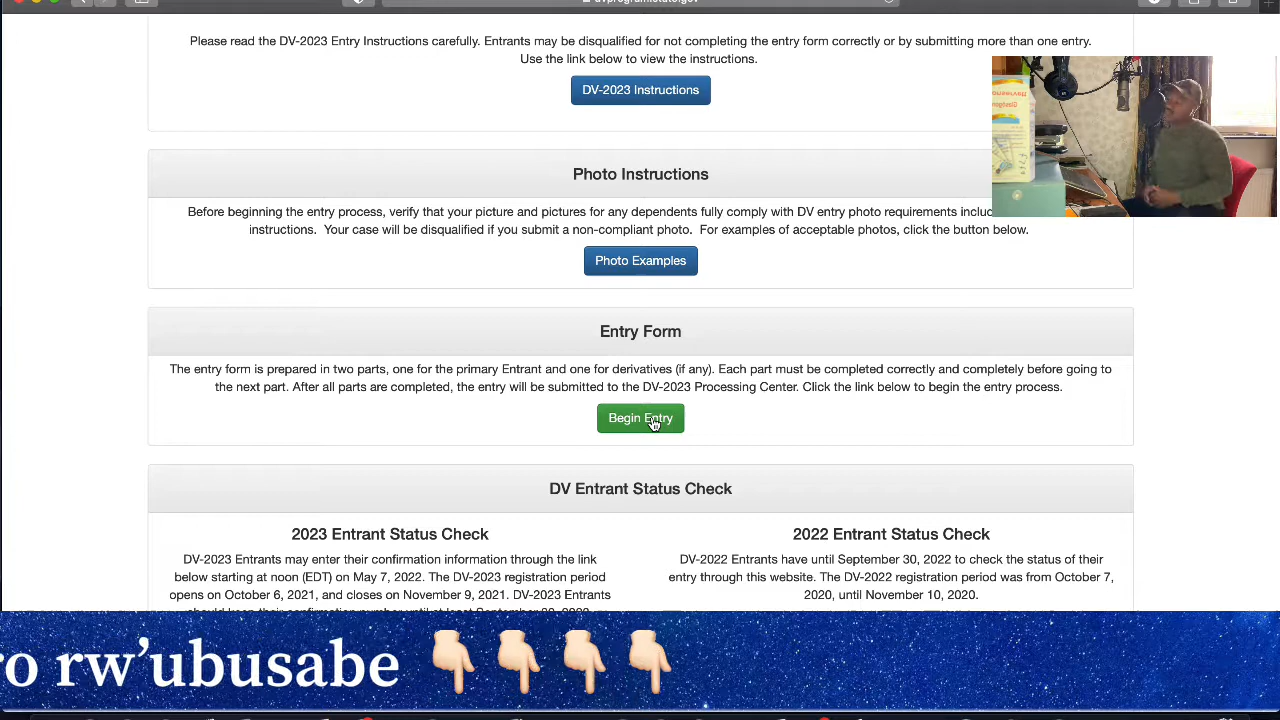 Please read the DV-2023 Entry Instructions carefully. Entrants may be disqualified for not completing the entry form correctly or by submitting more than one entry.
Use the link below to view the instructions.
DV-2023 Instructions
Photo Instructions
Before beginning the entry process, verify that your picture and pictures for any dependents fully comply with DV entry photo requirements
instructions. Your case will be disqualified if you submit a non-compliant photo. For examples of acceptable photos, click the button below.
Photo Examples
Entry Form
The entry form is prepared in two parts, one for the primary Entrant and one for derivatives (if any). Each part must be completed correctly and completely before going to
the next part. After all parts are completed, the entry will be submitted to the DV-2023 Processing Center. Click the link below to begin the entry process.
Begin Entry
DV Entrant Status Check
2023 Entrant Status Check
DV-2023 Entrants may enter their confirmation information through the link
below starting at noon (EDT) on May 7, 2022. The DV-2023 registration period
opens on October 6, 2021, and closes on November 9, 2021. DV-2023 Entrants
2022 Entrant Status Check
DV-2022 Entrants have until September 30, 2022 to check the status of their
entry through this website. The DV-2022 registration period was from October 7,
2020, until November 10, 2020.
ro rw’ubusabe 👇👇👇👇